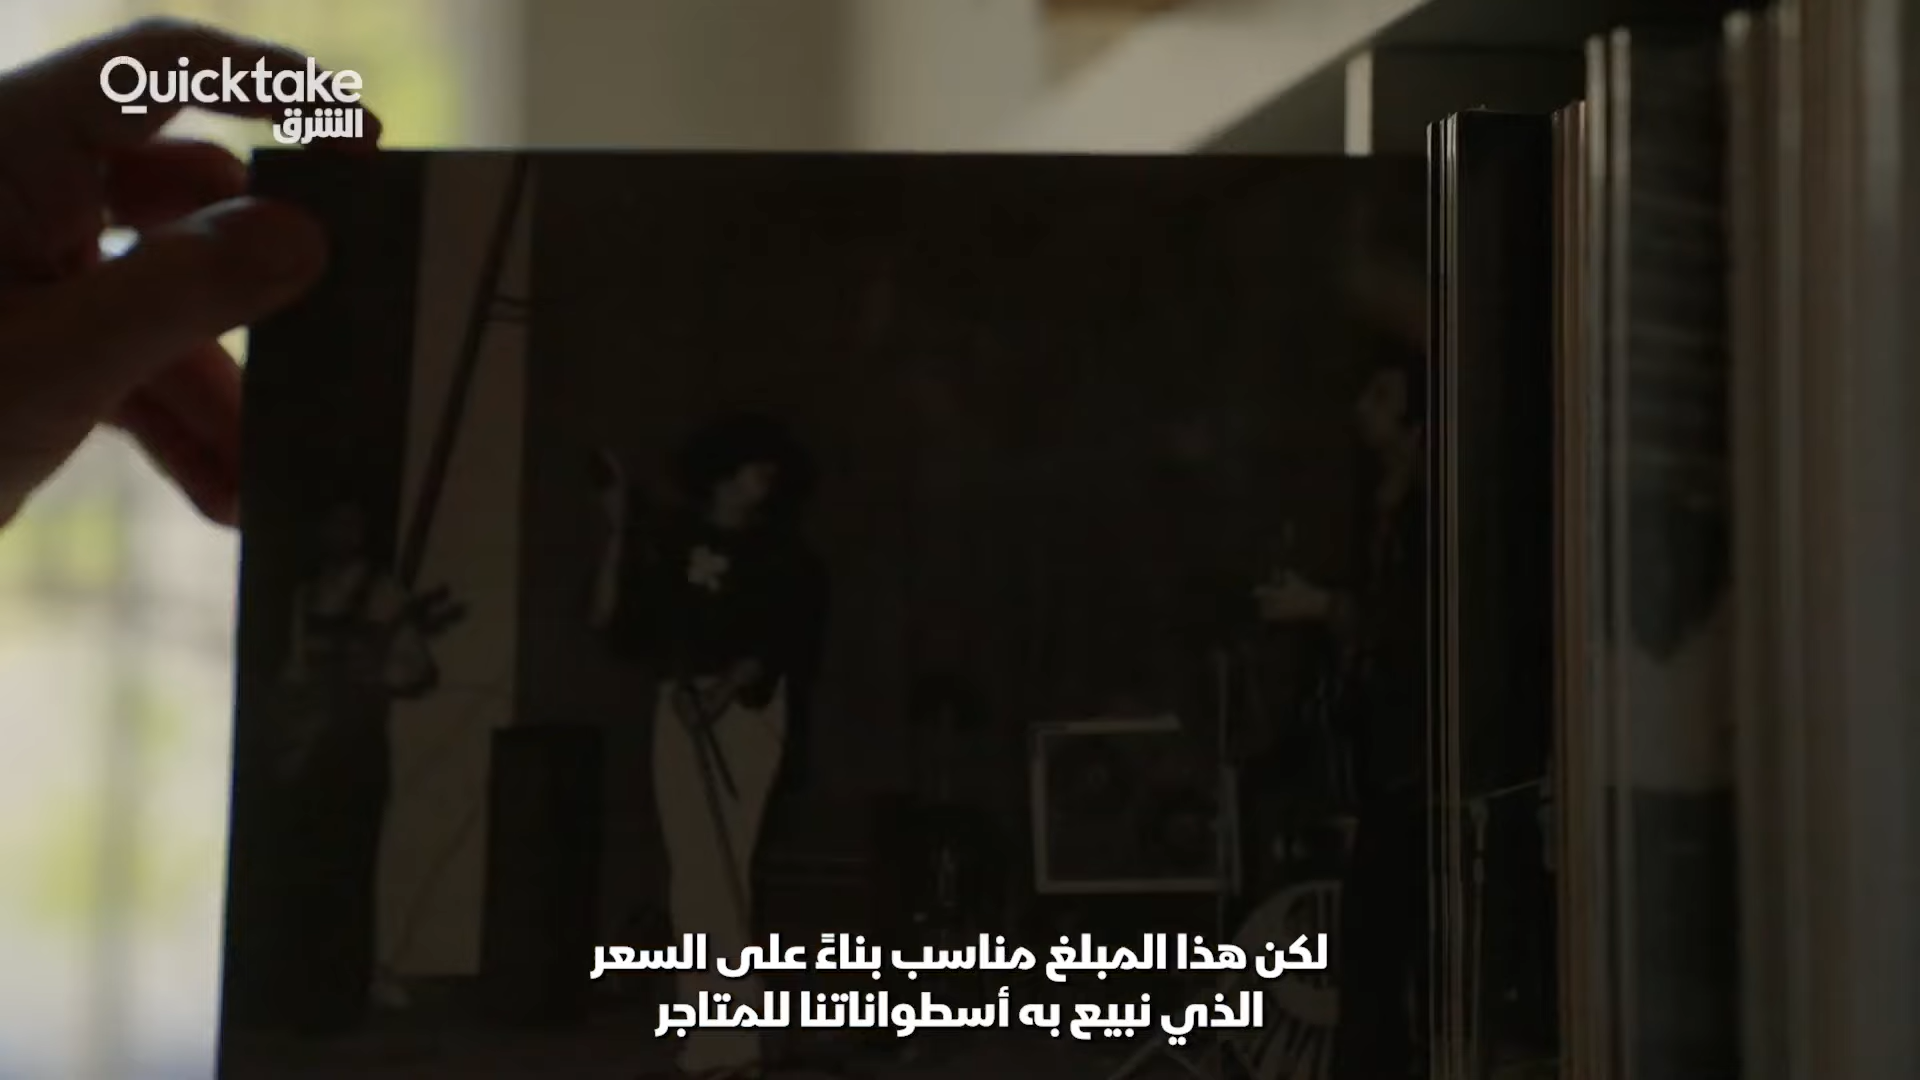 Quicktake
الشرق
لكن هذا المبلغ مناسب بناءً على السعر
الذي نبيع به أسطواناتنا للمتاجر